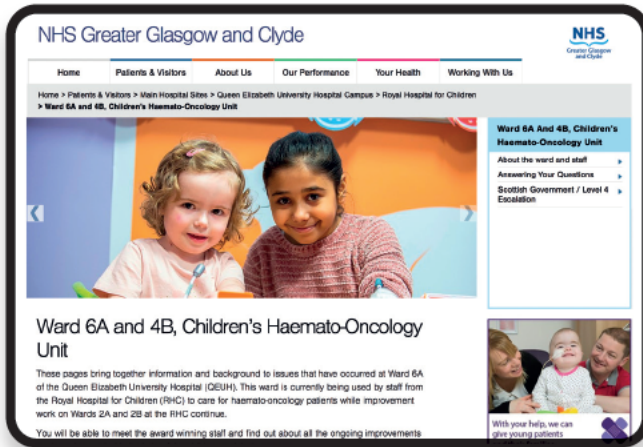 NHS Greater Glasgow and Clyde
NHS
Greater Glasgow
and Clyde
Home
Patients & Visitors
About Us
Our Performance
Your Health
Working With Us
Home > Patients & Visitors > Main Hospital Sites > Queen Elizabeth University Hospital Campus > Royal Hospital for Children
> Ward 6A and 4B, Children's Haemato-Oncology Unit
Ward 6A And 4B, Children's
Haemato-Oncology Unit
About the ward and staff
Answering Your Questions
Scottish Government / Level 4
Escalation
Ward 6A and 4B, Children's Haemato-Oncology
Unit
These pages bring together information and background to issues that have occurred at Ward 6A
of the Queen Elizabeth University Hospital (QEUH). This ward is currently being used by staff from
the Royal Hospital for Children (RHC) to care for haemato-oncology patients while improvement
work on Wards 2A and 2B at the RHC continue.
You will be able to meet the award winning staff and find out about all the ongoing improvements
With your help, we can
give young patients